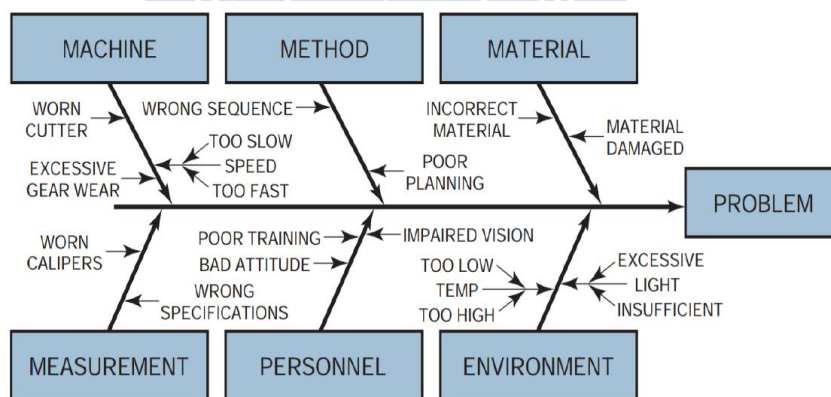 MACHINE
METHOD
MATERIAL
WORN
CUTTER
EXCESSIVE
GEAR WEAR
TOO SLOW
SPEED
TOO FAST
WRONG SEQUENCE
POOR
PLANNING
INCORRECT
MATERIAL
MATERIAL
DAMAGED
PROBLEM
WORN
CALIPERS
WRONG
SPECIFICATIONS
POOR TRAINING
BAD ATTITUDE
IMPAIRED VISION
TOO LOW
TEMP
TOO HIGH
EXCESSIVE
LIGHT
INSUFFICIENT
MEASUREMENT
PERSONNEL
ENVIRONMENT